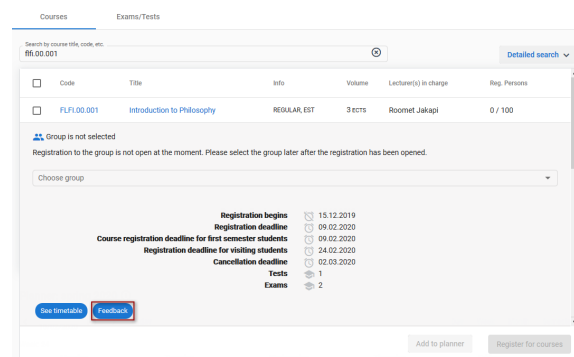 Courses Exams/Tests
Search by course title, code, etc.
flfi.00.001
Detailed search
Code Title Info Volume Lecturer(s) in charge Reg. Persons
FLFI.00.001 Introduction to Philosophy REGULAR, EST 3 ECTS Roomet Jakapi 0 / 100
Group is not selected
Registration to the group is not open at the moment. Please select the group later after the registration has been opened.
Choose group
Registration begins 15.12.2019
Registration deadline 09.02.2020
Course registration deadline for first semester students 09.02.2020
Registration deadline for visiting students 24.02.2020
Cancellation deadline 02.03.2020
Tests 1
Exams 2
See timetable Feedback
Add to planner Register for courses